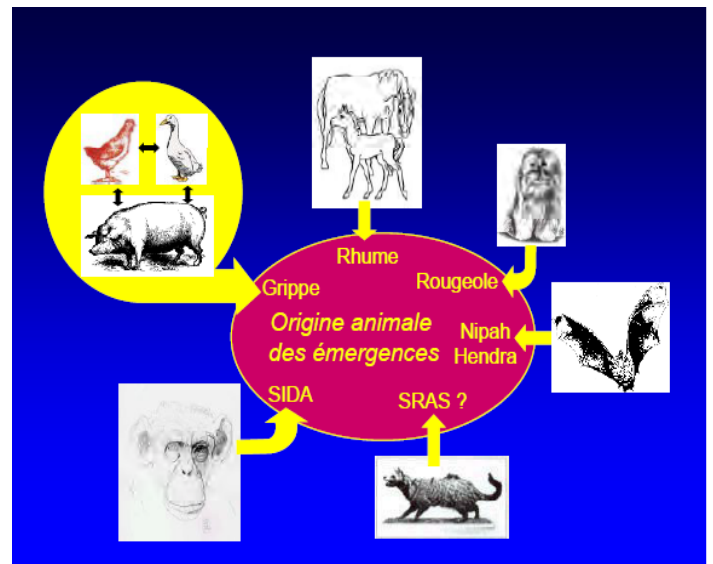 Rhume
Rougeole
Grippe
Origine animale
des émergences
Nipah
Hendra
SIDA
SRAS ?